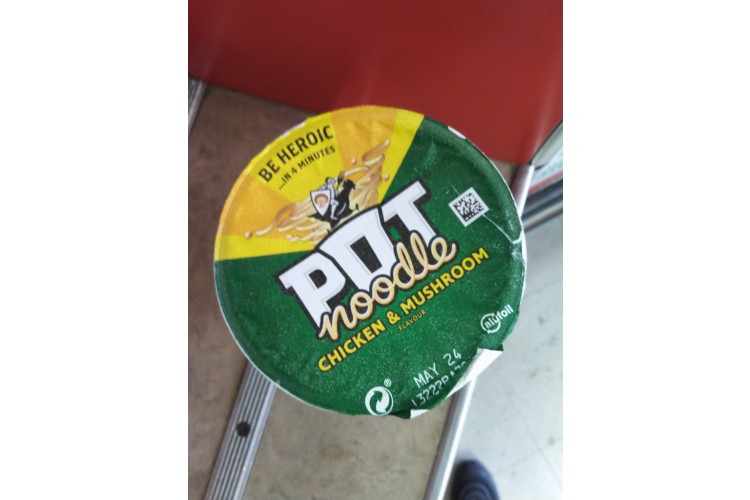 BE HEROIC
...IN 4 MINUTES
POT
noodle
CHICKEN & MUSHROOM
FLAVOUR
alufoil
MAY 24